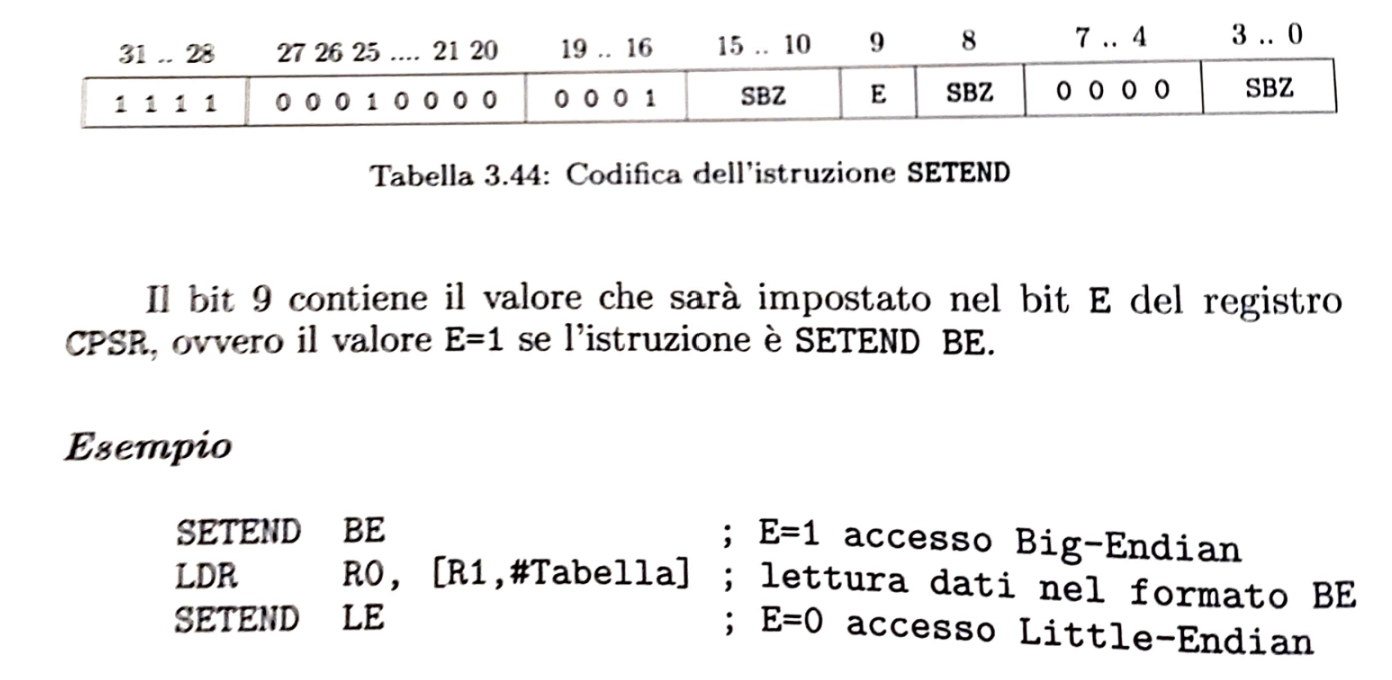 31 .. 28 27 26 25 .... 21 20 19 .. 16 15 .. 10 9 8 7 .. 4 3 .. 0
1 1 1 1 0 0 0 1 0 0 0 0 0 0 0 1 SBZ E SBZ 0 0 0 0 SBZ
Tabella 3.44: Codifica dell'istruzione SETEND
Il bit 9 contiene il valore che sarà impostato nel bit E del registro
CPSR, ovvero il valore E=1 se l'istruzione è SETEND BE.
Esempio
SETEND BE ; E=1 accesso Big-Endian
LDR R0, [R1,#Tabella] ; lettura dati nel formato BE
SETEND LE ; E=0 accesso Little-Endian